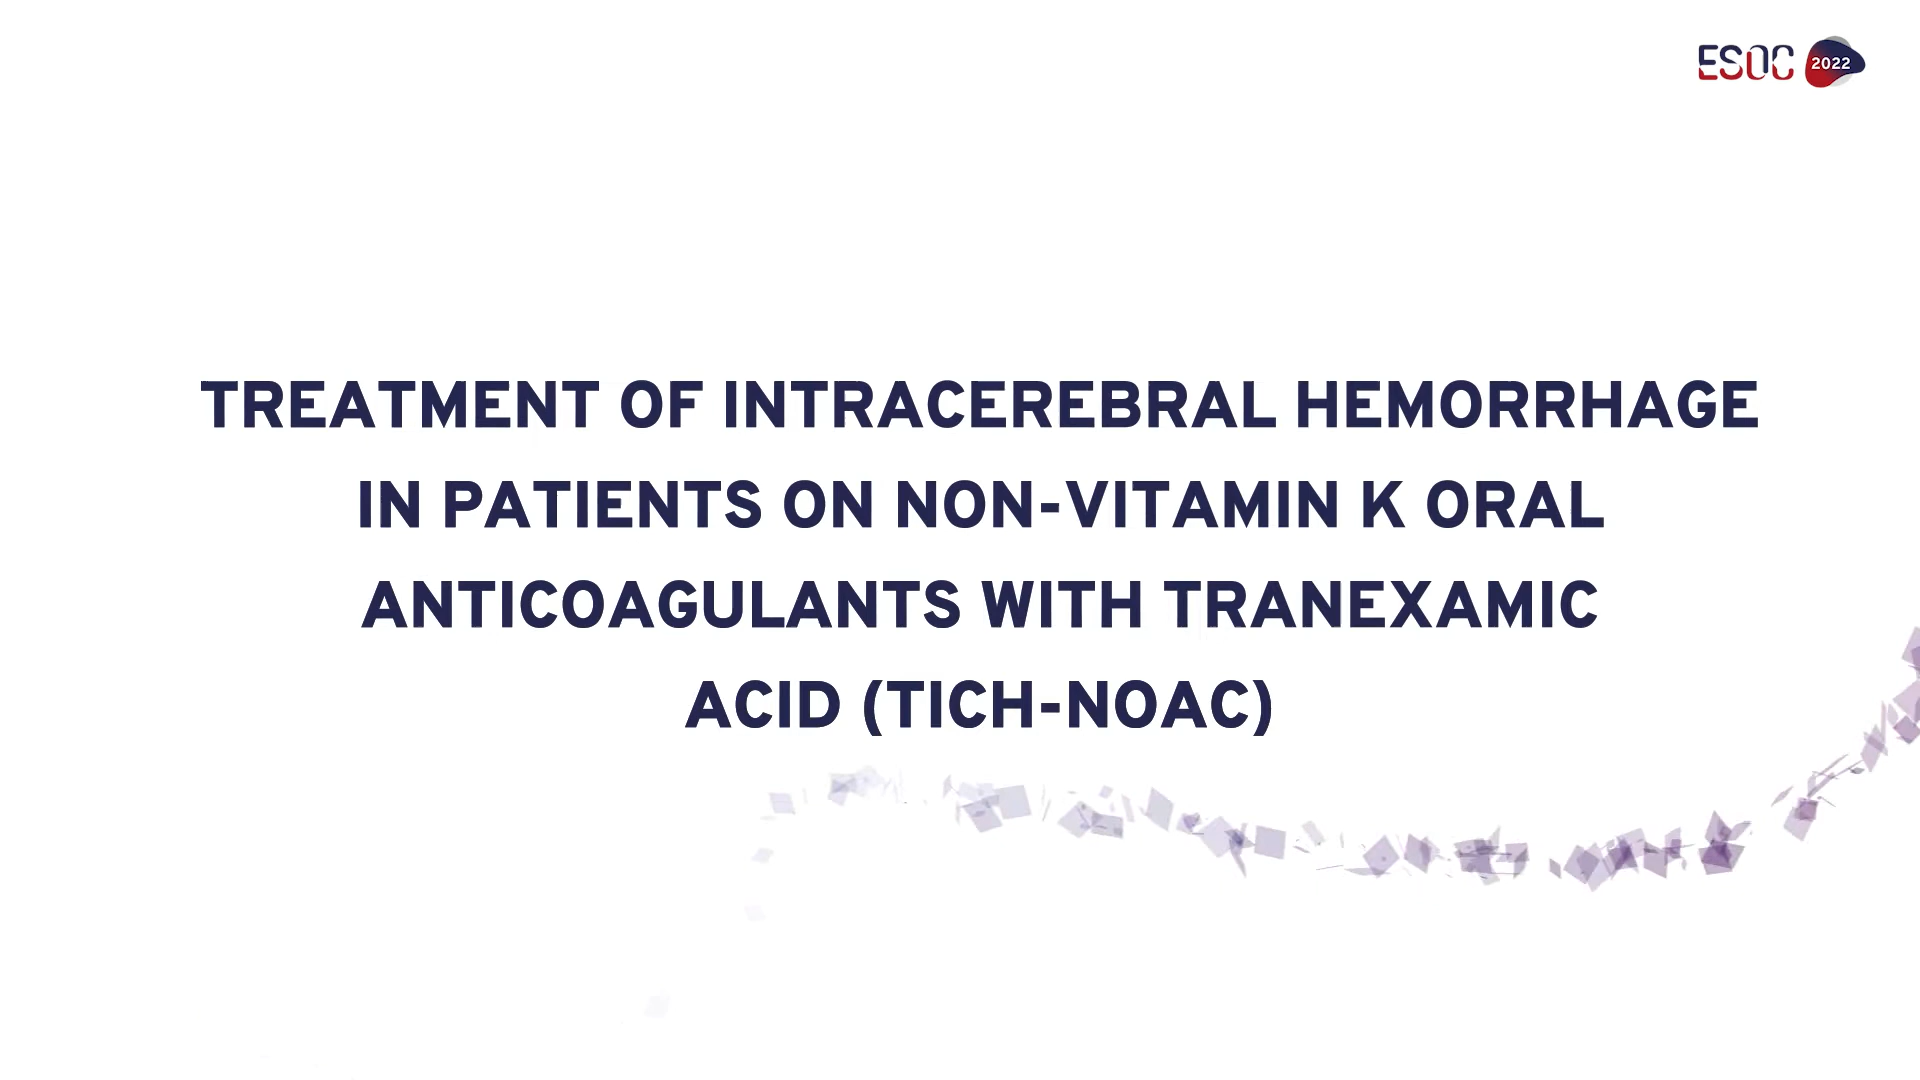 ESOC 2022
TREATMENT OF INTRACEREBRAL HEMORRHAGE
IN PATIENTS ON NON-VITAMIN K ORAL
ANTICOAGULANTS WITH TRANEXAMIC
ACID (TICH-NOAC)